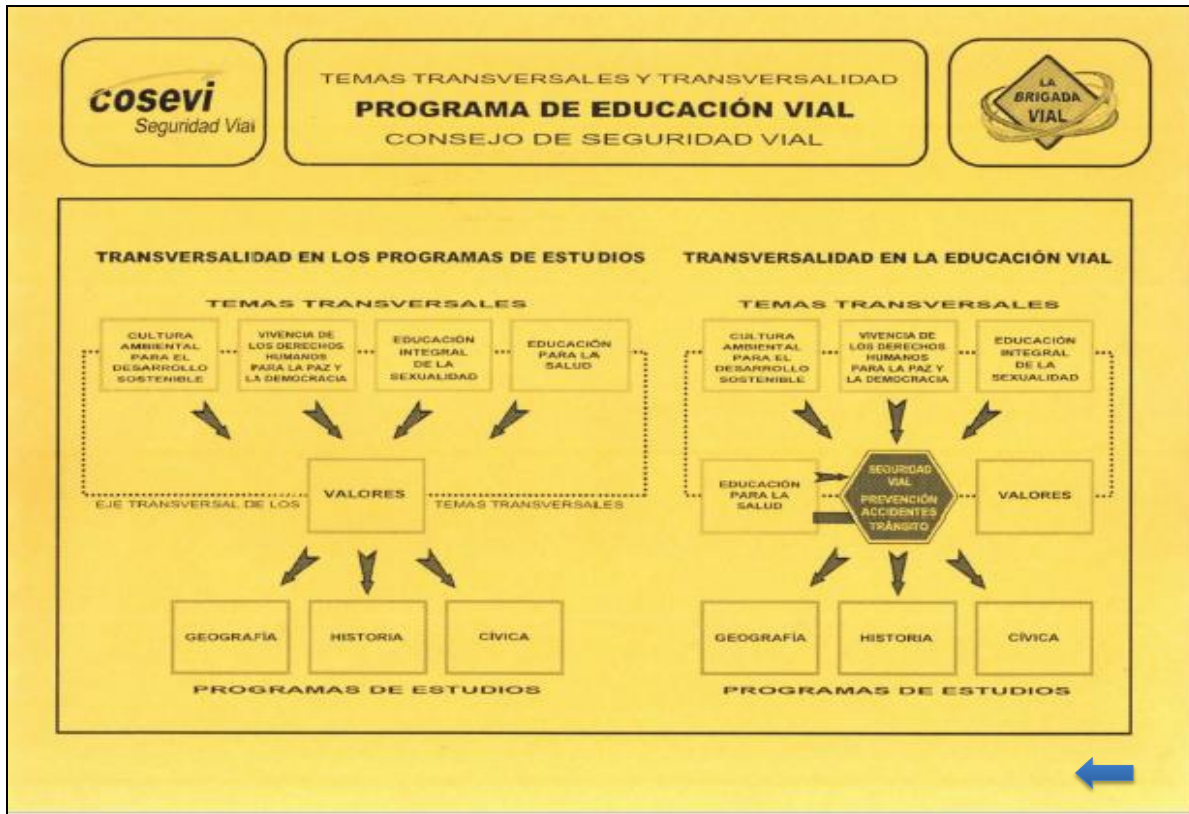 cosevi
Seguridad Vial
TEMAS TRANSVERSALES Y TRANSVERSALIDAD
PROGRAMA DE EDUCACIÓN VIAL
CONSEJO DE SEGURIDAD VIAL
LA
BRIGADA
VIAL
TRANSVERSALIDAD EN LOS PROGRAMAS DE ESTUDIOS
TEMAS TRANSVERSALES
CULTURA
AMBIENTAL
PARA EL
DESARROLLO
SOSTENIBLE
VIVENCIA DE
LOS DERECHOS
HUMANOS
PARA LA PAZ Y
LA DEMOCRACIA
EDUCACIÓN
INTEGRAL
DE LA
SEXUALIDAD
EDUCACIÓN
PARA LA
SALUD
EJE TRANSVERSAL DE LOS
VALORES
TEMAS TRANSVERSALES
GEOGRAFÍA
HISTORIA
CÍVICA
PROGRAMAS DE ESTUDIOS
TRANSVERSALIDAD EN LA EDUCACIÓN VIAL
TEMAS TRANSVERSALES
CULTURA
AMBIENTAL
PARA EL
DESARROLLO
SOSTENIBLE
VIVENCIA DE
LOS DERECHOS
HUMANOS
PARA LA PAZ Y
LA DEMOCRACIA
EDUCACIÓN
INTEGRAL
DE LA
SEXUALIDAD
EDUCACIÓN
PARA LA
SALUD
SEGURIDAD
VIAL
PREVENCIÓN
ACCIDENTES
TRÁNSITO
VALORES
GEOGRAFÍA
HISTORIA
CÍVICA
PROGRAMAS DE ESTUDIOS